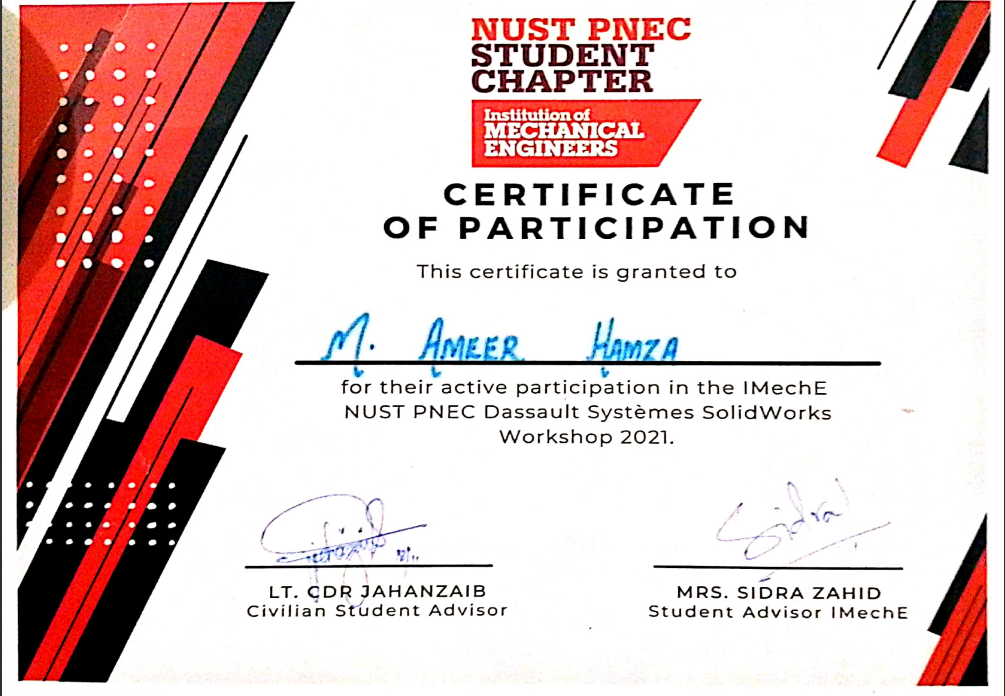 NUST PNEC
STUDENT
CHAPTER
Institution of
MECHANICAL
ENGINEERS
CERTIFICATE
OF PARTICIPATION
This certificate is granted to
M. AMEER HAMZA
for their active participation in the IMechE
NUST PNEC Dassault Systèmes SolidWorks
Workshop 2021.
Sidra
LT. CDR JAHANZAIB
Civilian Student Advisor
MRS. SIDRA ZAHID
Student Advisor IMechE